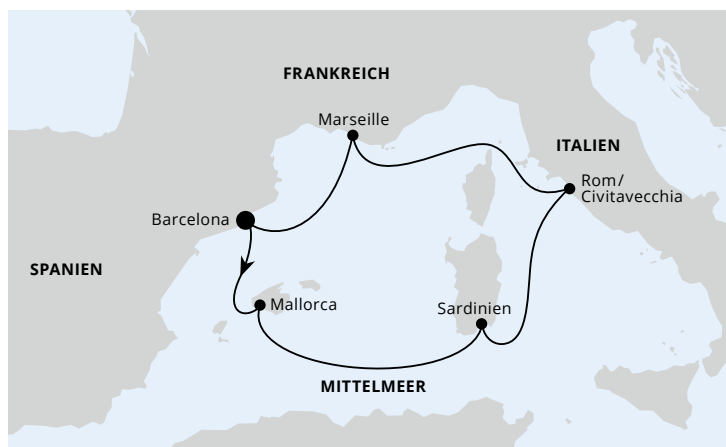 FRANKREICH
Marseille
ITALIEN
Rom/
Civitavecchia
Barcelona
SPANIEN
Mallorca
Sardinien
MITTELMEER